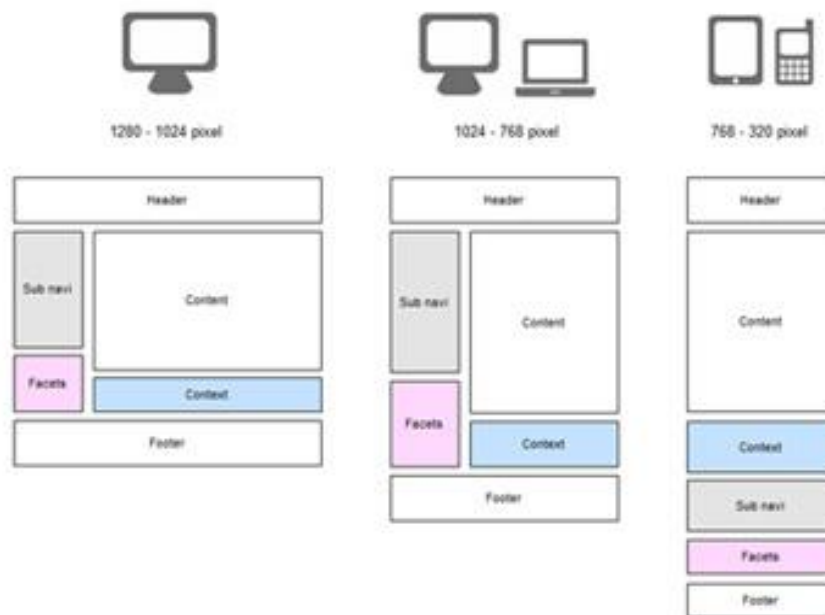 1280 - 1024 pixel
1024 - 768 pixel
768 - 320 pixel
Header
Sub navi
Content
Facets
Context
Footer
Header
Sub navi
Content
Facets
Context
Footer
Header
Content
Context
Sub navi
Facets
Footer